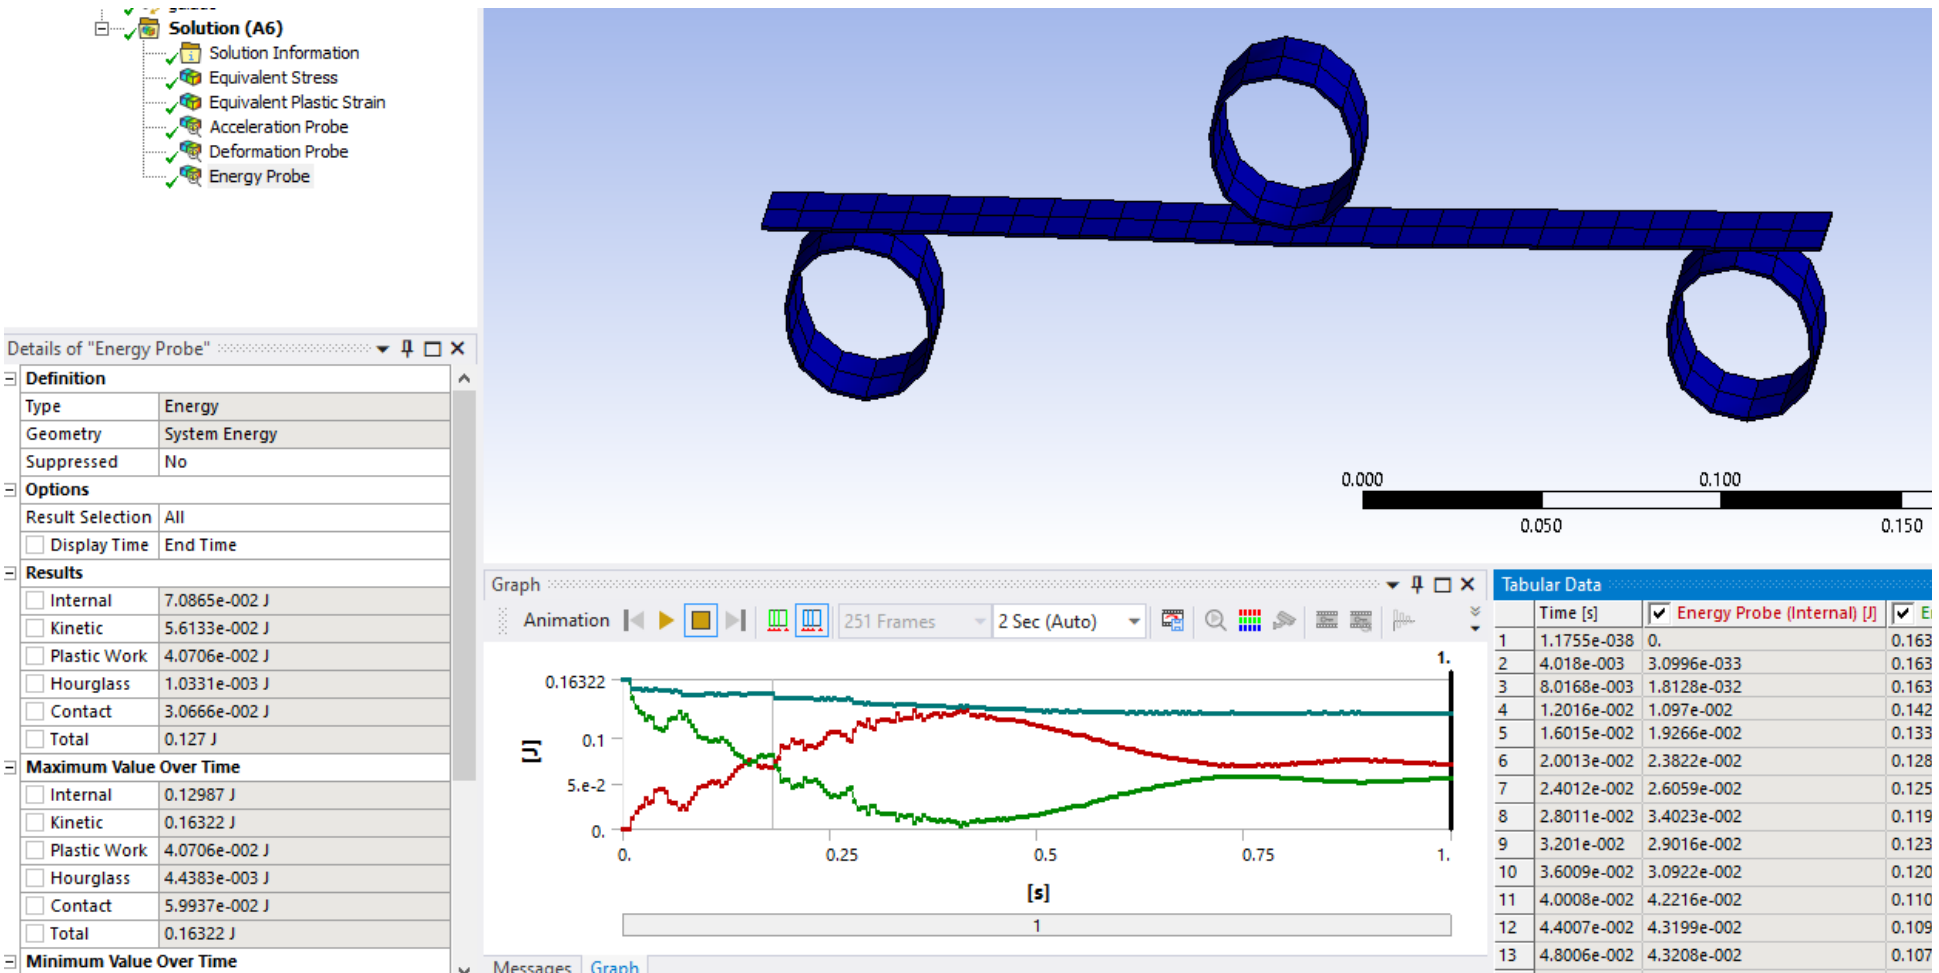 Solution (A6)
Solution Information
Equivalent Stress
Equivalent Plastic Strain
Acceleration Probe
Deformation Probe
Energy Probe
Details of "Energy Probe"
Definition
Type Energy
Geometry System Energy
Suppressed No
Options
Result Selection All
Display Time End Time
Results
Internal 7.0865e-002 J
Kinetic 5.6133e-002 J
Plastic Work 4.0706e-002 J
Hourglass 1.0331e-003 J
Contact 3.0666e-002 J
Total 0.127 J
Maximum Value Over Time
Internal 0.12987 J
Kinetic 0.16322 J
Plastic Work 4.0706e-002 J
Hourglass 4.4383e-003 J
Contact 5.9937e-002 J
Total 0.16322 J
Minimum Value Over Time
0.000 0.100
0.050 0.150
Graph
Animation 251 Frames 2 Sec (Auto)
1.
0.16322
0.1
5.e-2
0.
[J]
0. 0.25 0.5 0.75 1.
[s]
1
Messages Graph
Tabular Data
Time [s] Energy Probe (Internal) [J] E
1 1.1755e-038 0. 0.163
2 4.018e-003 3.0996e-033 0.163
3 8.0168e-003 1.8128e-032 0.163
4 1.2016e-002 1.097e-002 0.142
5 1.6015e-002 1.9266e-002 0.133
6 2.0013e-002 2.3822e-002 0.128
7 2.4012e-002 2.6059e-002 0.125
8 2.8011e-002 3.4023e-002 0.119
9 3.201e-002 2.9016e-002 0.123
10 3.6009e-002 3.0922e-002 0.120
11 4.0008e-002 4.2216e-002 0.110
12 4.4007e-002 4.3199e-002 0.109
13 4.8006e-002 4.3208e-002 0.107